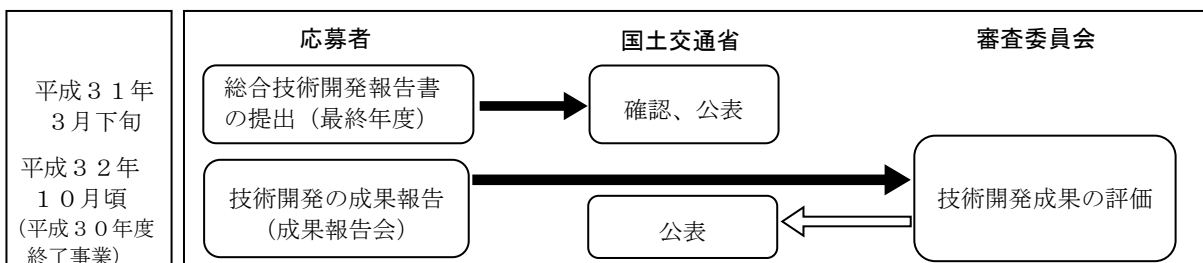 応募者
国土交通省
審査委員会
平成３１年
３月下旬
総合技術開発報告書
の提出（最終年度）
確認、公表
平成３２年
１０月頃
（平成３０年度
終了事業）
技術開発の成果報告
（成果報告会）
公表
技術開発成果の評価